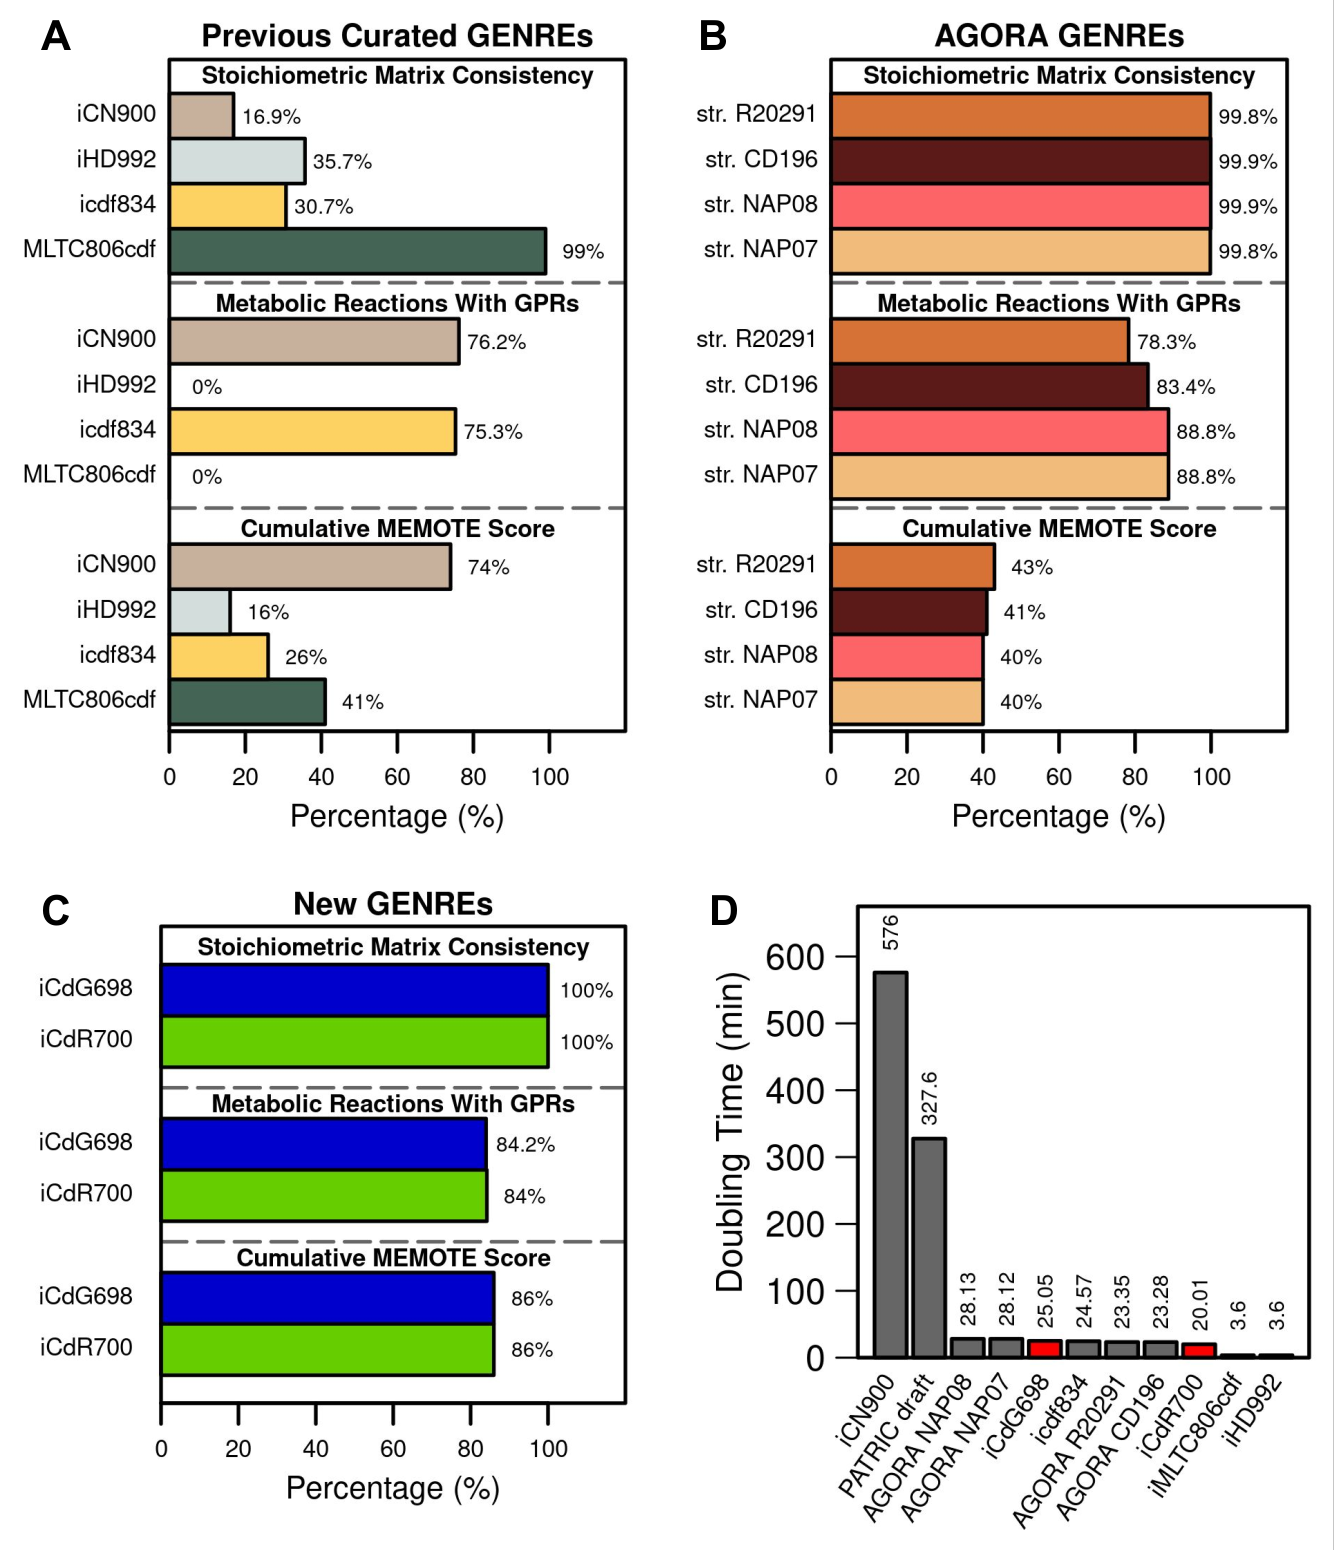 A
Previous Curated GENREs
Stoichiometric Matrix Consistency
iCN900 16.9%
iHD992 35.7%
icdf834 30.7%
MLTC806cdf 99%
Metabolic Reactions With GPRs
iCN900 76.2%
iHD992 0%
icdf834 75.3%
MLTC806cdf 0%
Cumulative MEMOTE Score
iCN900 74%
iHD992 16%
icdf834 26%
MLTC806cdf 41%
0 20 40 60 80 100
Percentage (%)
B
AGORA GENREs
Stoichiometric Matrix Consistency
str. R20291 99.8%
str. CD196 99.9%
str. NAP08 99.9%
str. NAP07 99.8%
Metabolic Reactions With GPRs
str. R20291 78.3%
str. CD196 83.4%
str. NAP08 88.8%
str. NAP07 88.8%
Cumulative MEMOTE Score
str. R20291 43%
str. CD196 41%
str. NAP08 40%
str. NAP07 40%
0 20 40 60 80 100
Percentage (%)
C
New GENREs
Stoichiometric Matrix Consistency
iCdG698 100%
iCdR700 100%
Metabolic Reactions With GPRs
iCdG698 84.2%
iCdR700 84%
Cumulative MEMOTE Score
iCdG698 86%
iCdR700 86%
0 20 40 60 80 100
Percentage (%)
D
Doubling Time (min)
600
500
400
300
200
100
0
576
327.6
28.13
28.12
25.05
24.57
23.35
23.28
20.01
3.6
3.6
iCN900
PATRIC draft
AGORA NAP08
AGORA NAP07
iCdG698
icdf834
AGORA R20291
AGORA CD196
iCdR700
iMLTC806cdf
iHD992